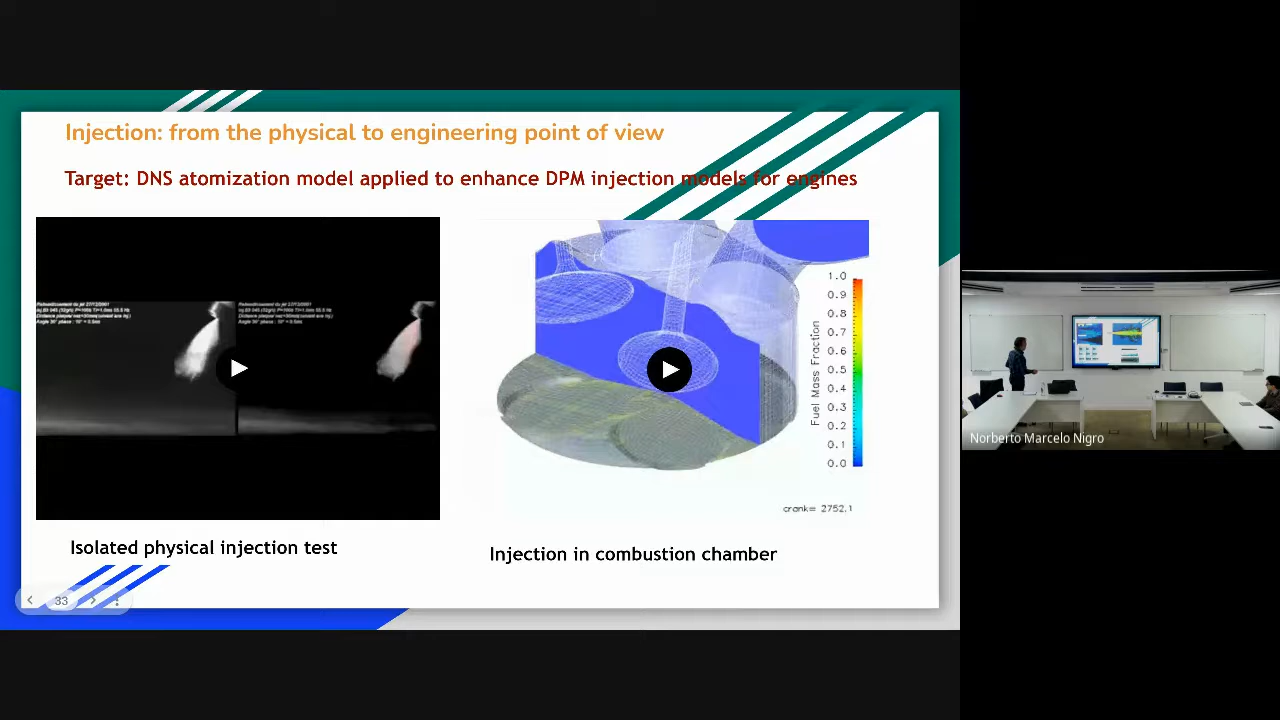 Injection: from the physical to engineering point of view
Target: DNS atomization model applied to enhance DPM injection models for engines
1.0
0.9
0.8
0.7
0.6
0.5
0.4
0.3
0.2
0.1
0.0
Fuel Mass Fraction
crank= 2752.1
Isolated physical injection test
Injection in combustion chamber
33
Norberto Marcelo Nigro